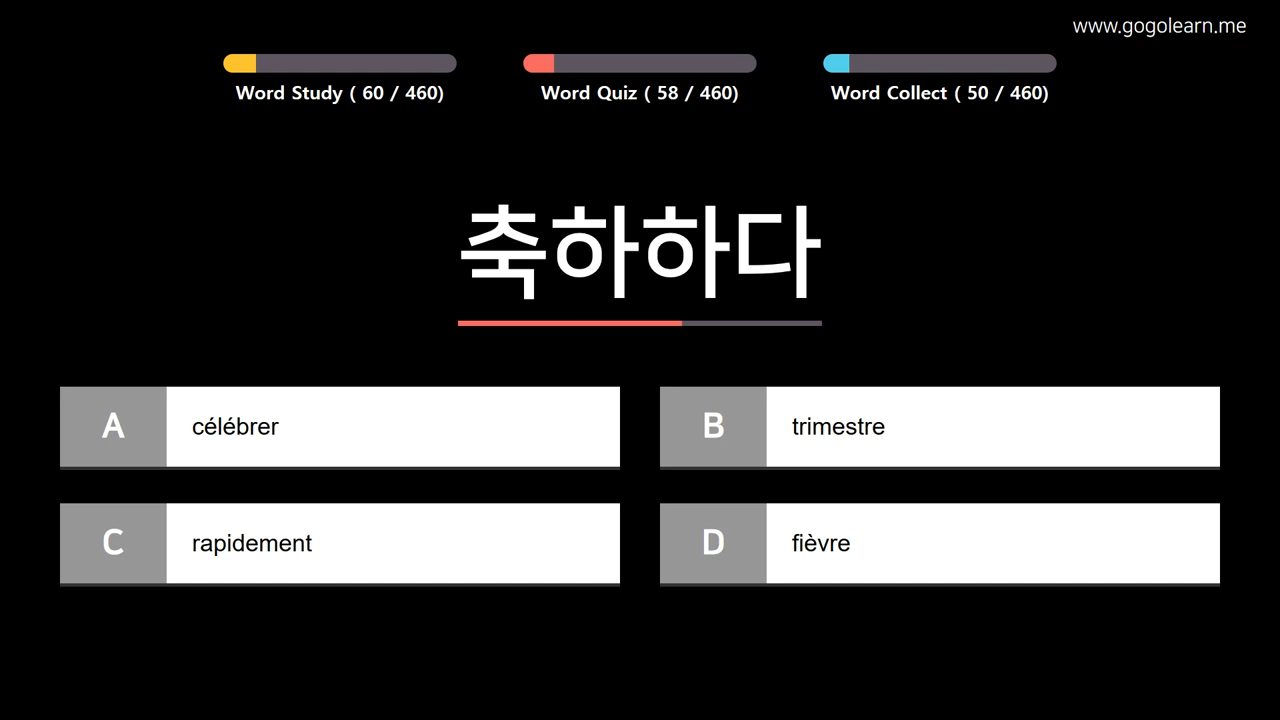 www.gogolearn.me
Word Study ( 60 / 460)
Word Quiz ( 58 / 460)
Word Collect ( 50 / 460)
축하하다
A célébrer
B trimestre
C rapidement
D fièvre